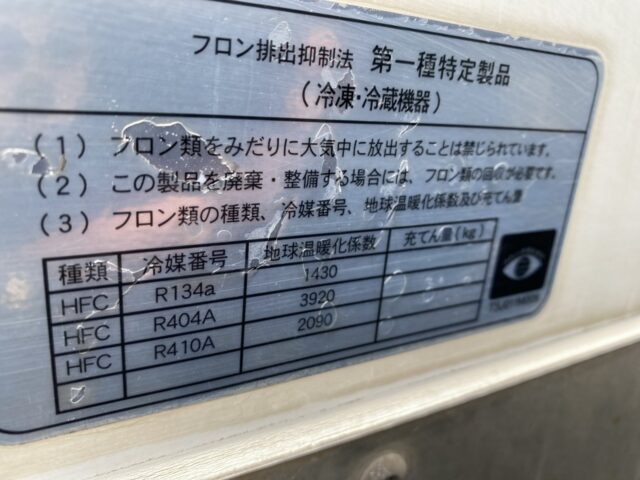 フロン排出抑制法 第一種特定製品
(冷凍・冷蔵機器)
(1) フロン類をみだりに大気中に放出することは禁じられています。
(2) この製品を廃棄・整備する場合には、フロン類の回収が必要です。
(3) フロン類の種類、冷媒番号、地球温暖化係数及び充てん量
種類 冷媒番号 地球温暖化係数 充てん量(kg)
HFC R134a 1430
HFC R404A 3920
HFC R410A 2090